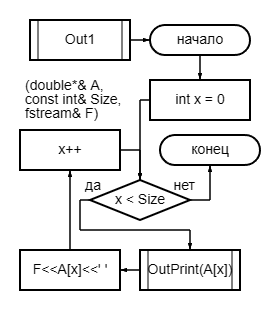 Out1
начало
(double*& A,
const int& Size,
fstream& F)
int x = 0
x++
конец
да
нет
x < Size
F<<A[x]<<' '
OutPrint(A[x])